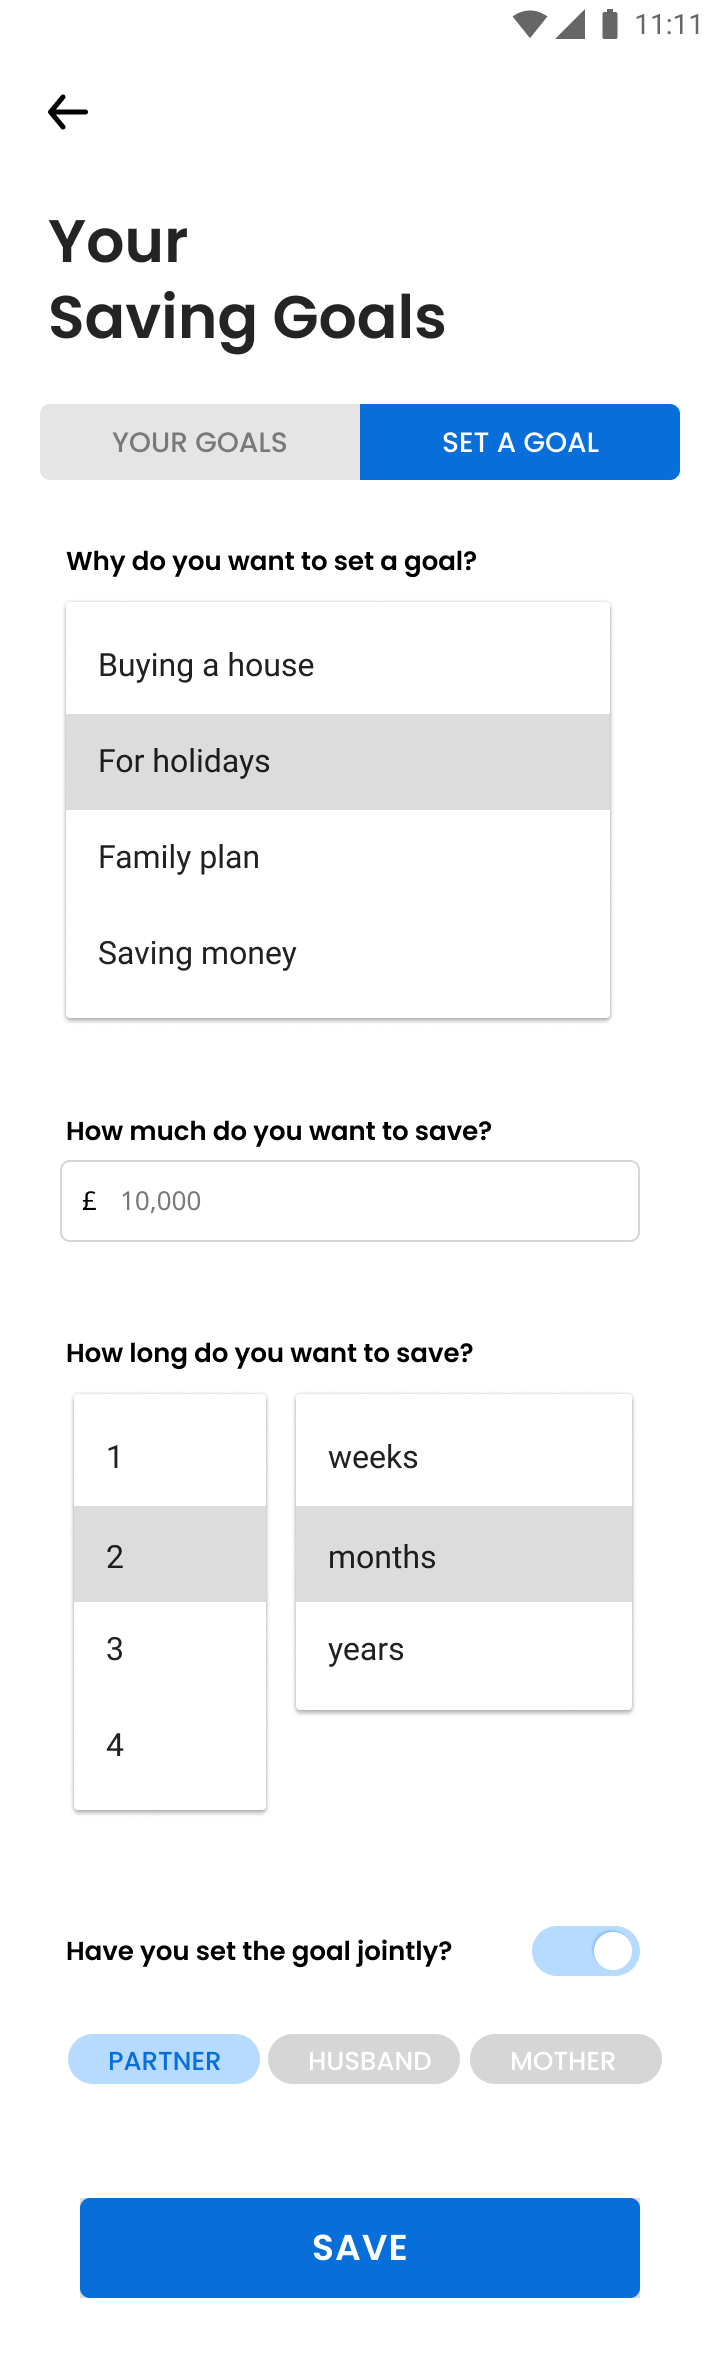 11:11
Your
Saving Goals
YOUR GOALS SET A GOAL
Why do you want to set a goal?
Buying a house
For holidays
Family plan
Saving money
How much do you want to save?
£ 10,000
How long do you want to save?
1 weeks
2 months
3 years
4
Have you set the goal jointly?
PARTNER HUSBAND MOTHER
SAVE